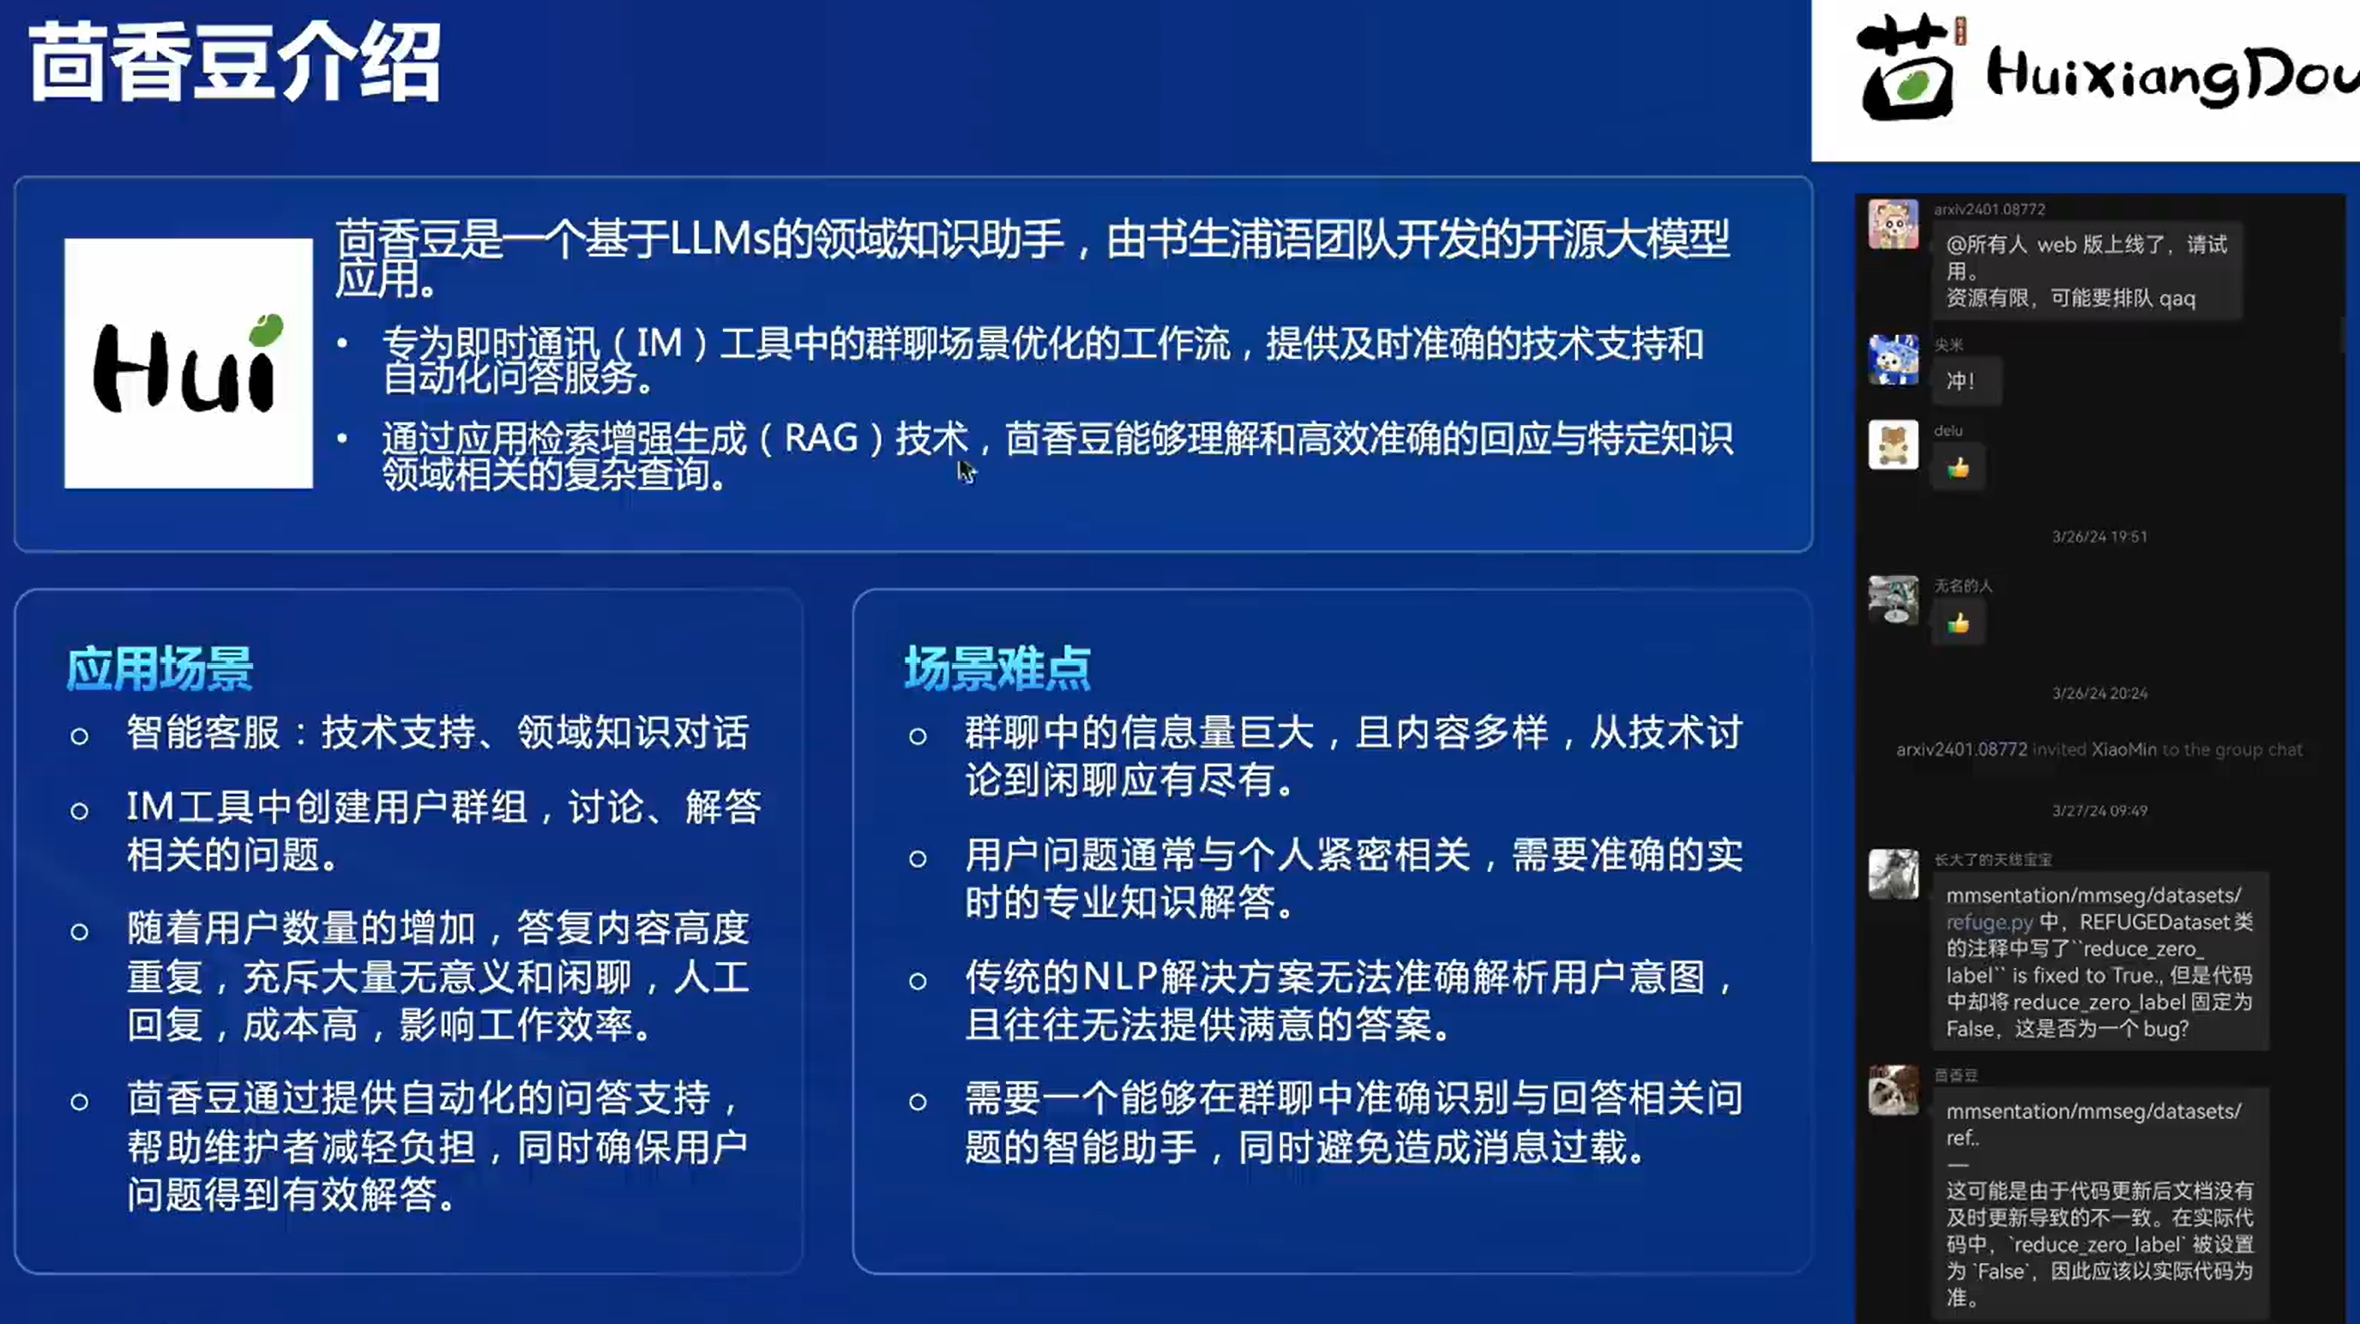 茴香豆介绍
茴
HuixiangDou
Hui
茴香豆是一个基于LLMs的领域知识助手，由书生浦语团队开发的开源大模型
应用。
• 专为即时通讯（IM）工具中的群聊场景优化的工作流，提供及时准确的技术支持和
自动化问答服务。
• 通过应用检索增强生成（RAG）技术，茴香豆能够理解和高效准确的回应与特定知识
领域相关的复杂查询。
应用场景
○ 智能客服：技术支持、领域知识对话
○ IM工具中创建用户群组，讨论、解答
相关的问题。
○ 随着用户数量的增加，答复内容高度
重复，充斥大量无意义和闲聊，人工
回复，成本高，影响工作效率。
○ 茴香豆通过提供自动化的问答支持，
帮助维护者减轻负担，同时确保用户
问题得到有效解答。
场景难点
○ 群聊中的信息量巨大，且内容多样，从技术讨
论到闲聊应有尽有。
○ 用户问题通常与个人紧密相关，需要准确的实
时的专业知识解答。
○ 传统的NLP解决方案无法准确解析用户意图，
且往往无法提供满意的答案。
○ 需要一个能够在群聊中准确识别与回答相关问
题的智能助手，同时避免造成消息过载。
arxiv2401.08772
@所有人 web 版上线了，请试
用。
资源有限，可能要排队 qaq
尖米
冲！
delu
👍
3/26/24 19:51
无名的人
👍
3/26/24 20:24
arxiv2401.08772 invited XiaoMin to the group chat
3/27/24 09:49
长大了的天线宝宝
mmsentation/mmseg/datasets/
refuge.py 中，REFUGEDataset 类
的注释中写了``reduce_zero_
label`` is fixed to True., 但是代码
中却将 reduce_zero_label 固定为
False，这是否为一个 bug?
茴香豆
mmsentation/mmseg/datasets/
ref..
—
这可能是由于代码更新后文档没有
及时更新导致的不一致。在实际代
码中，`reduce_zero_label` 被设置
为 `False`，因此应该以实际代码为
准。